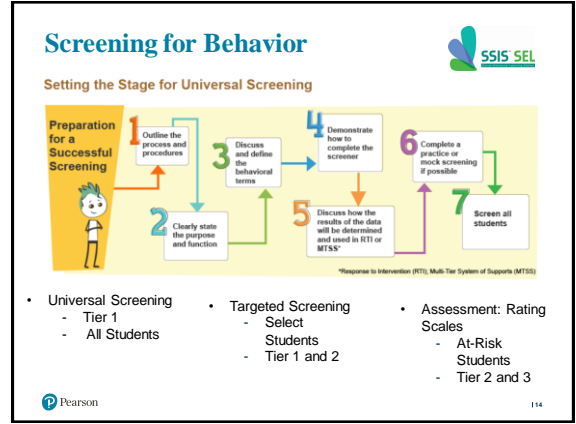 Screening for Behavior
SSIS SEL
Setting the Stage for Universal Screening
Preparation
for a
Successful
Screening
1
Outline the
process and
procedures
2
Clearly state
the purpose
and function
3
Discuss
and define
the
behavioral
terms
4
Demonstrate
how to
complete the
screener
5
Discuss how the
results of the data
will be determined
and used in RTI or
MTSS*
6
Complete a
practice or
mock screening
if possible
7
Screen all
students
*Response to Intervention (RTI); Multi-Tier System of Supports (MTSS)
• Universal Screening
- Tier 1
- All Students
• Targeted Screening
- Select
Students
- Tier 1 and 2
• Assessment: Rating
Scales
- At-Risk
Students
- Tier 2 and 3
P Pearson
| 14